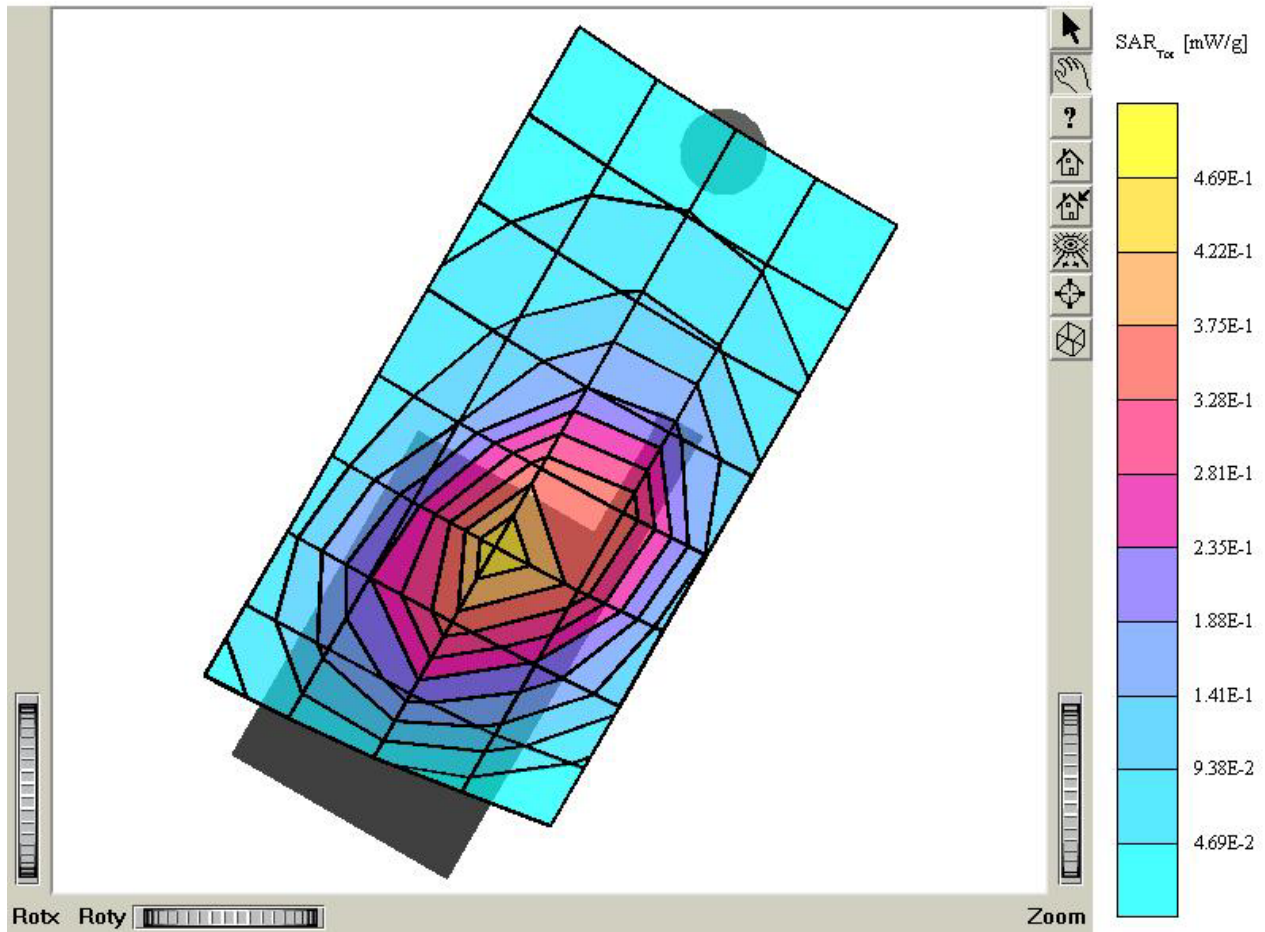 SAR_Tot [mW/g]
?
4.69E-1
4.22E-1
3.75E-1
3.28E-1
2.81E-1
2.35E-1
1.88E-1
1.41E-1
9.38E-2
4.69E-2
Rotx Roty Zoom